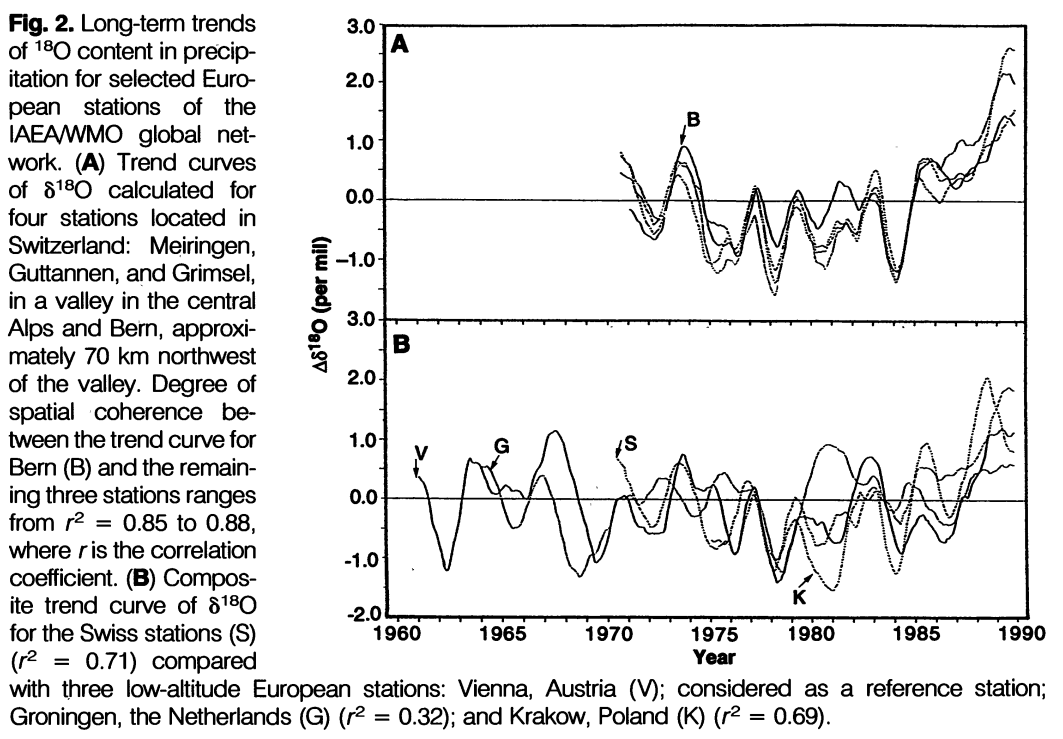 Fig. 2. Long-term trends
of ¹⁸O content in precip-
itation for selected Euro-
pean stations of the
IAEA/WMO global net-
work. (A) Trend curves
of δ¹⁸O calculated for
four stations located in
Switzerland: Meiringen,
Guttannen, and Grimsel,
in a valley in the central
Alps and Bern, approxi-
mately 70 km northwest
of the valley. Degree of
spatial coherence be-
tween the trend curve for
Bern (B) and the remain-
ing three stations ranges
from r² = 0.85 to 0.88,
where r is the correlation
coefficient. (B) Compos-
ite trend curve of δ¹⁸O
for the Swiss stations (S)
(r² = 0.71) compared
with three low-altitude European stations: Vienna, Austria (V); considered as a reference station;
Groningen, the Netherlands (G) (r² = 0.32); and Krakow, Poland (K) (r² = 0.69).
Δδ¹⁸O (per mil)
3.0
2.0
1.0
0.0
−1.0
3.0
2.0
1.0
0.0
-1.0
-2.0
A
B
B
V
G
S
K
1960 1965 1970 1975 1980 1985 1990
Year